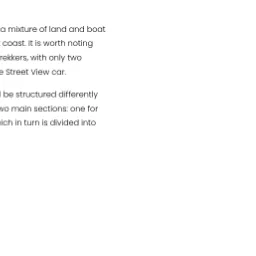 a mixture of land and boat
coast. It is worth noting
rekkers, with only two
e Street View car.
be structured differently
wo main sections: one for
ich in turn is divided into